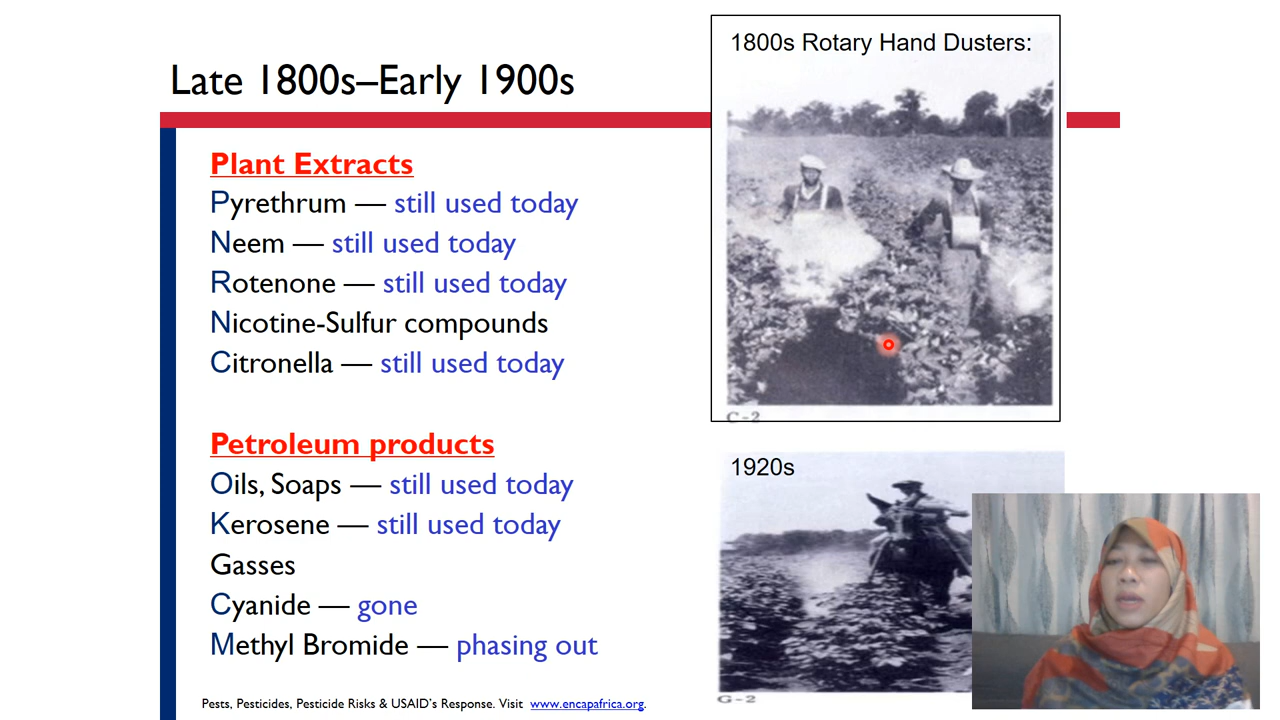 Late 1800s–Early 1900s
Plant Extracts
Pyrethrum — still used today
Neem — still used today
Rotenone — still used today
Nicotine-Sulfur compounds
Citronella — still used today
Petroleum products
Oils, Soaps — still used today
Kerosene — still used today
Gasses
Cyanide — gone
Methyl Bromide — phasing out
Pests, Pesticides, Pesticide Risks & USAID's Response. Visit www.encapafrica.org.
1800s Rotary Hand Dusters:
C-2
1920s
G-2